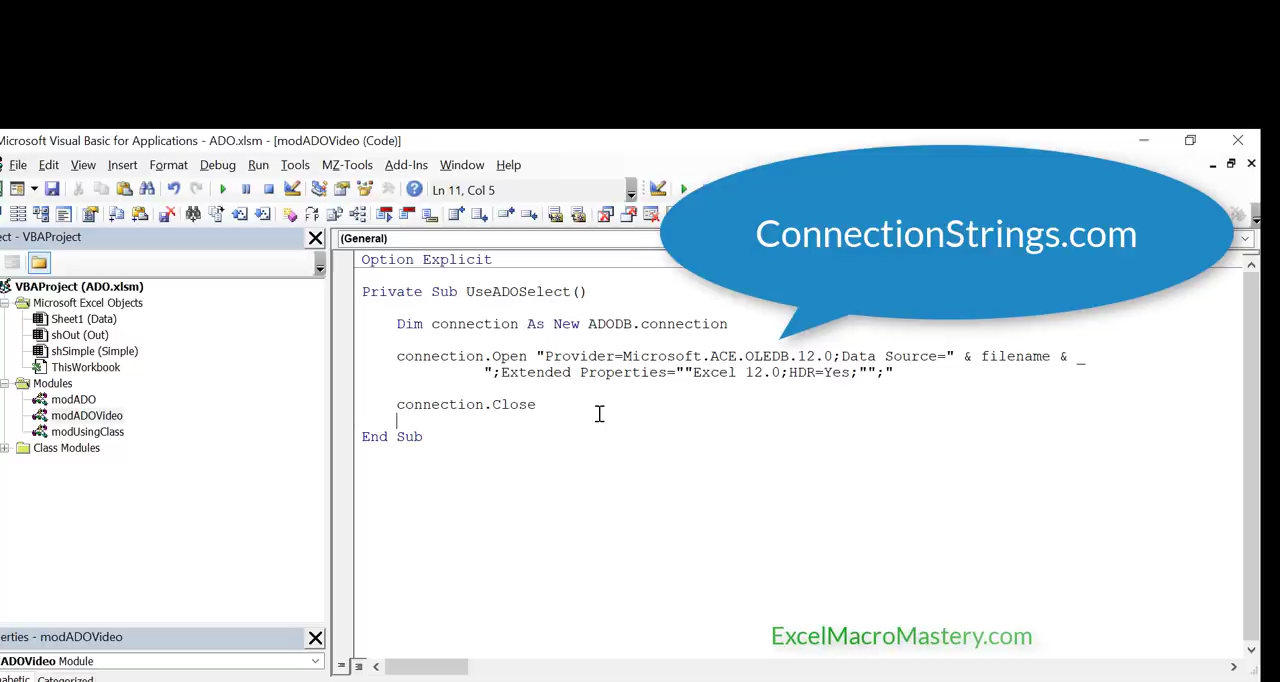 Microsoft Visual Basic for Applications - ADO.xlsm - [modADOVideo (Code)]
File Edit View Insert Format Debug Run Tools MZ-Tools Add-Ins Window Help
Ln 11, Col 5
ConnectionStrings.com
ect - VBAProject
(General)
VBAProject (ADO.xlsm)
Microsoft Excel Objects
Sheet1 (Data)
shOut (Out)
shSimple (Simple)
ThisWorkbook
Modules
modADO
modADOVideo
modUsingClass
Class Modules
Option Explicit
Private Sub UseADOSelect()
Dim connection As New ADODB.connection
connection.Open "Provider=Microsoft.ACE.OLEDB.12.0;Data Source=" & filename & _
";Extended Properties=""Excel 12.0;HDR=Yes;"";"
connection.Close
End Sub
erties - modADOVideo
ADOVideo Module
abetic Categorized
ExcelMacroMastery.com